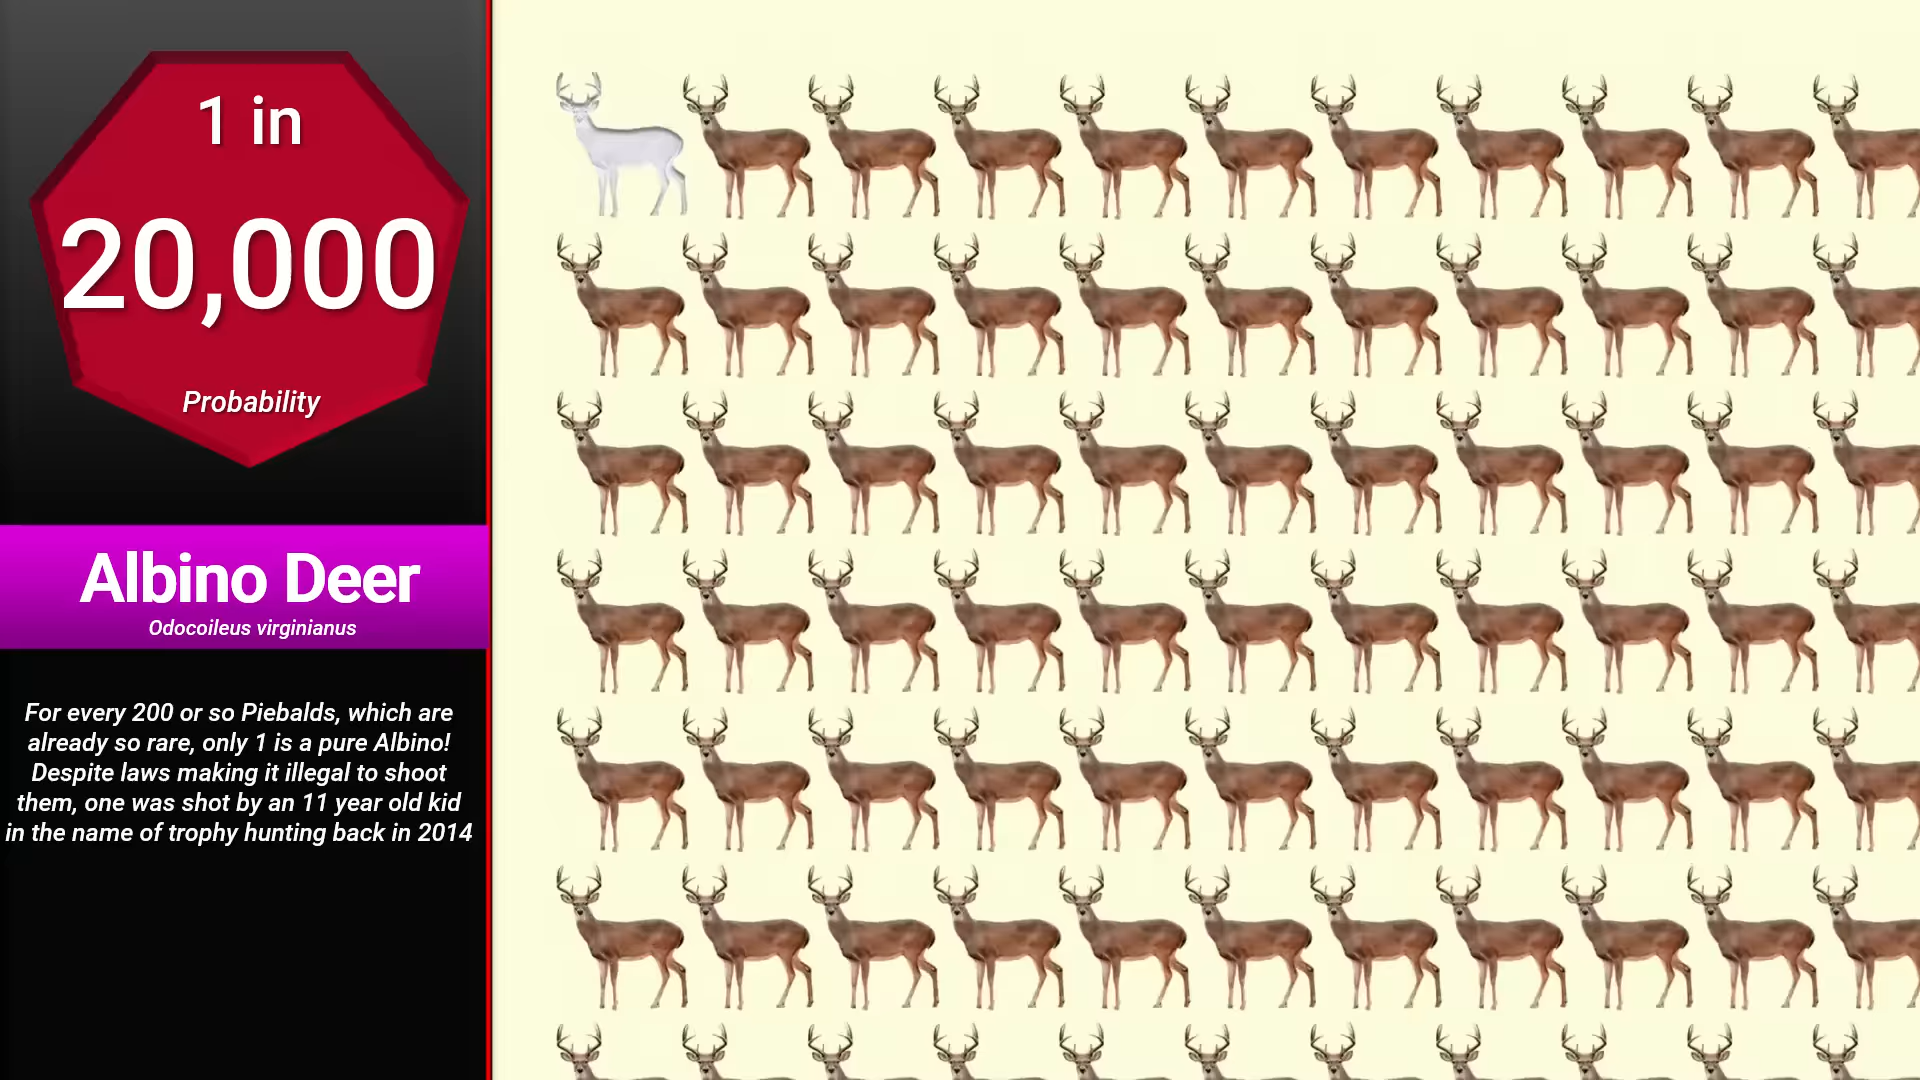 1 in
20,000
Probability
Albino Deer
Odocoileus virginianus
For every 200 or so Piebalds, which are
already so rare, only 1 is a pure Albino!
Despite laws making it illegal to shoot
them, one was shot by an 11 year old kid
in the name of trophy hunting back in 2014